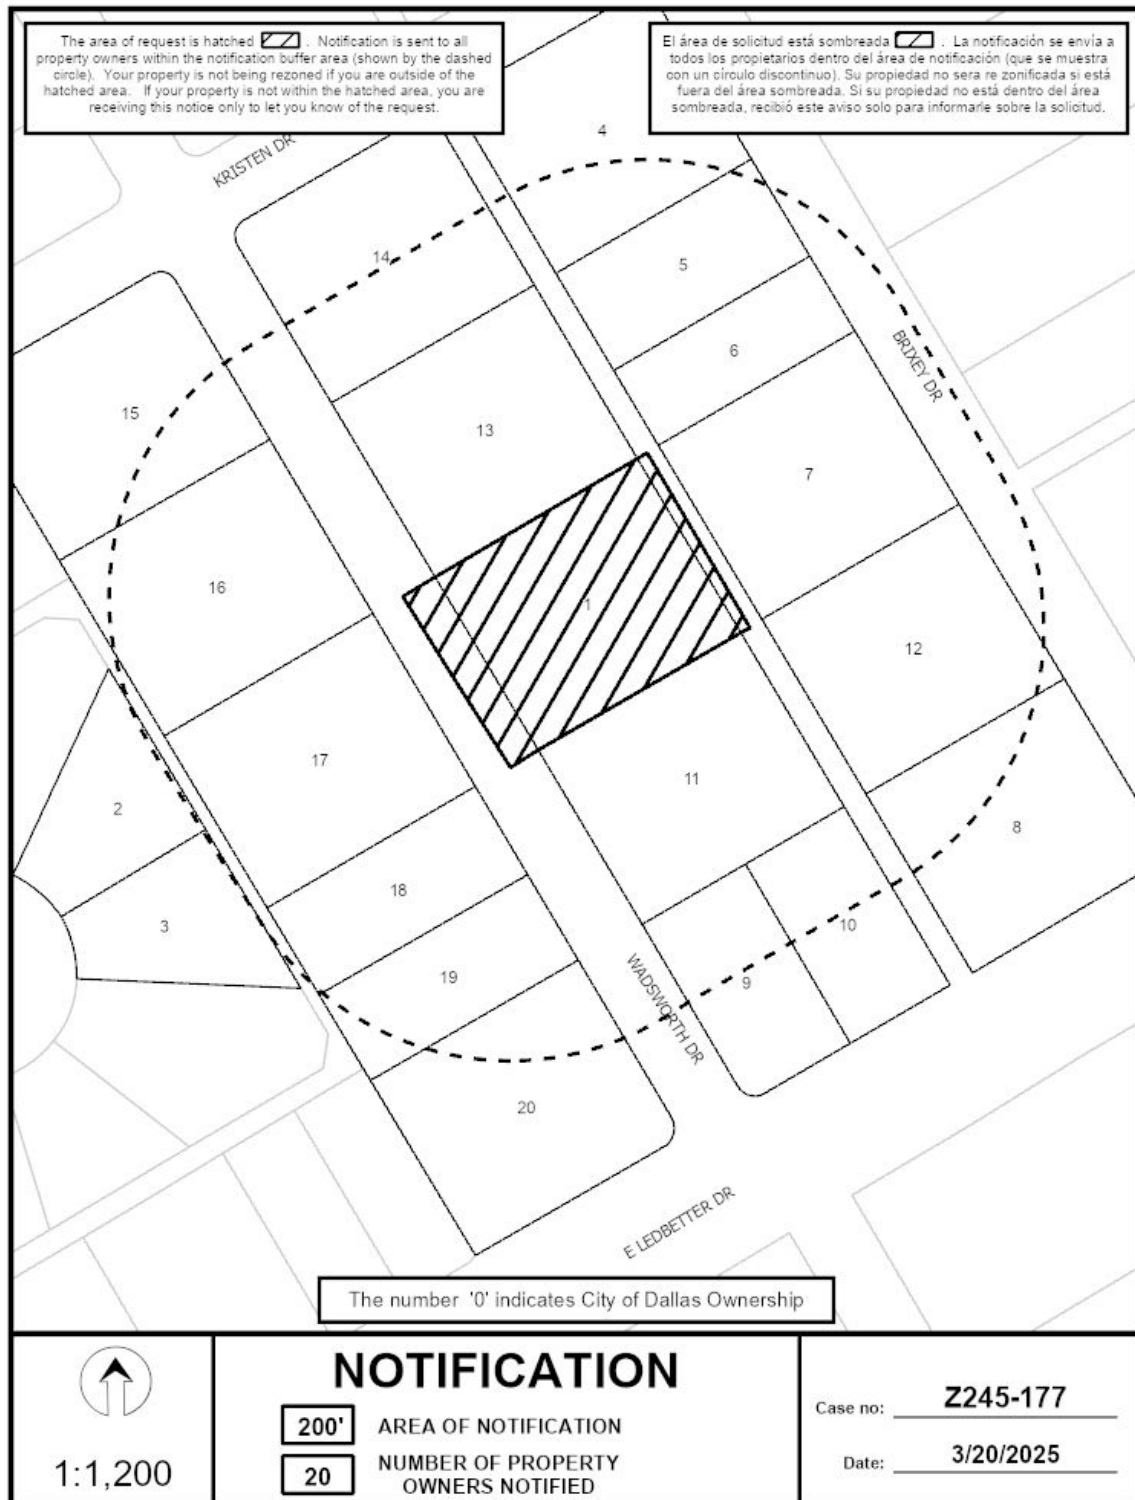 The area of request is hatched . Notification is sent to all
property owners within the notification buffer area (shown by the dashed
circle). Your property is not being rezoned if you are outside of the
hatched area. If your property is not within the hatched area, you are
receiving this notice only to let you know of the request.
El área de solicitud está sombreada . La notificación se envía a
todos los propietarios dentro del área de notificación (que se muestra
con un círculo discontinuo). Su propiedad no sera re zonificada si está
fuera del área sombreada. Si su propiedad no está dentro del área
sombreada, recibió este aviso solo para informarle sobre la solicitud.
4
KRISTEN DR
14
5
6
BRIXEY DR
15
13
7
16
1
12
17
11
2
8
18
3
10
19
9
WADSWORTH DR
20
E LEDBETTER DR
The number '0' indicates City of Dallas Ownership
1:1,200
NOTIFICATION
200' AREA OF NOTIFICATION
20 NUMBER OF PROPERTY
OWNERS NOTIFIED
Case no: Z245-177
Date: 3/20/2025